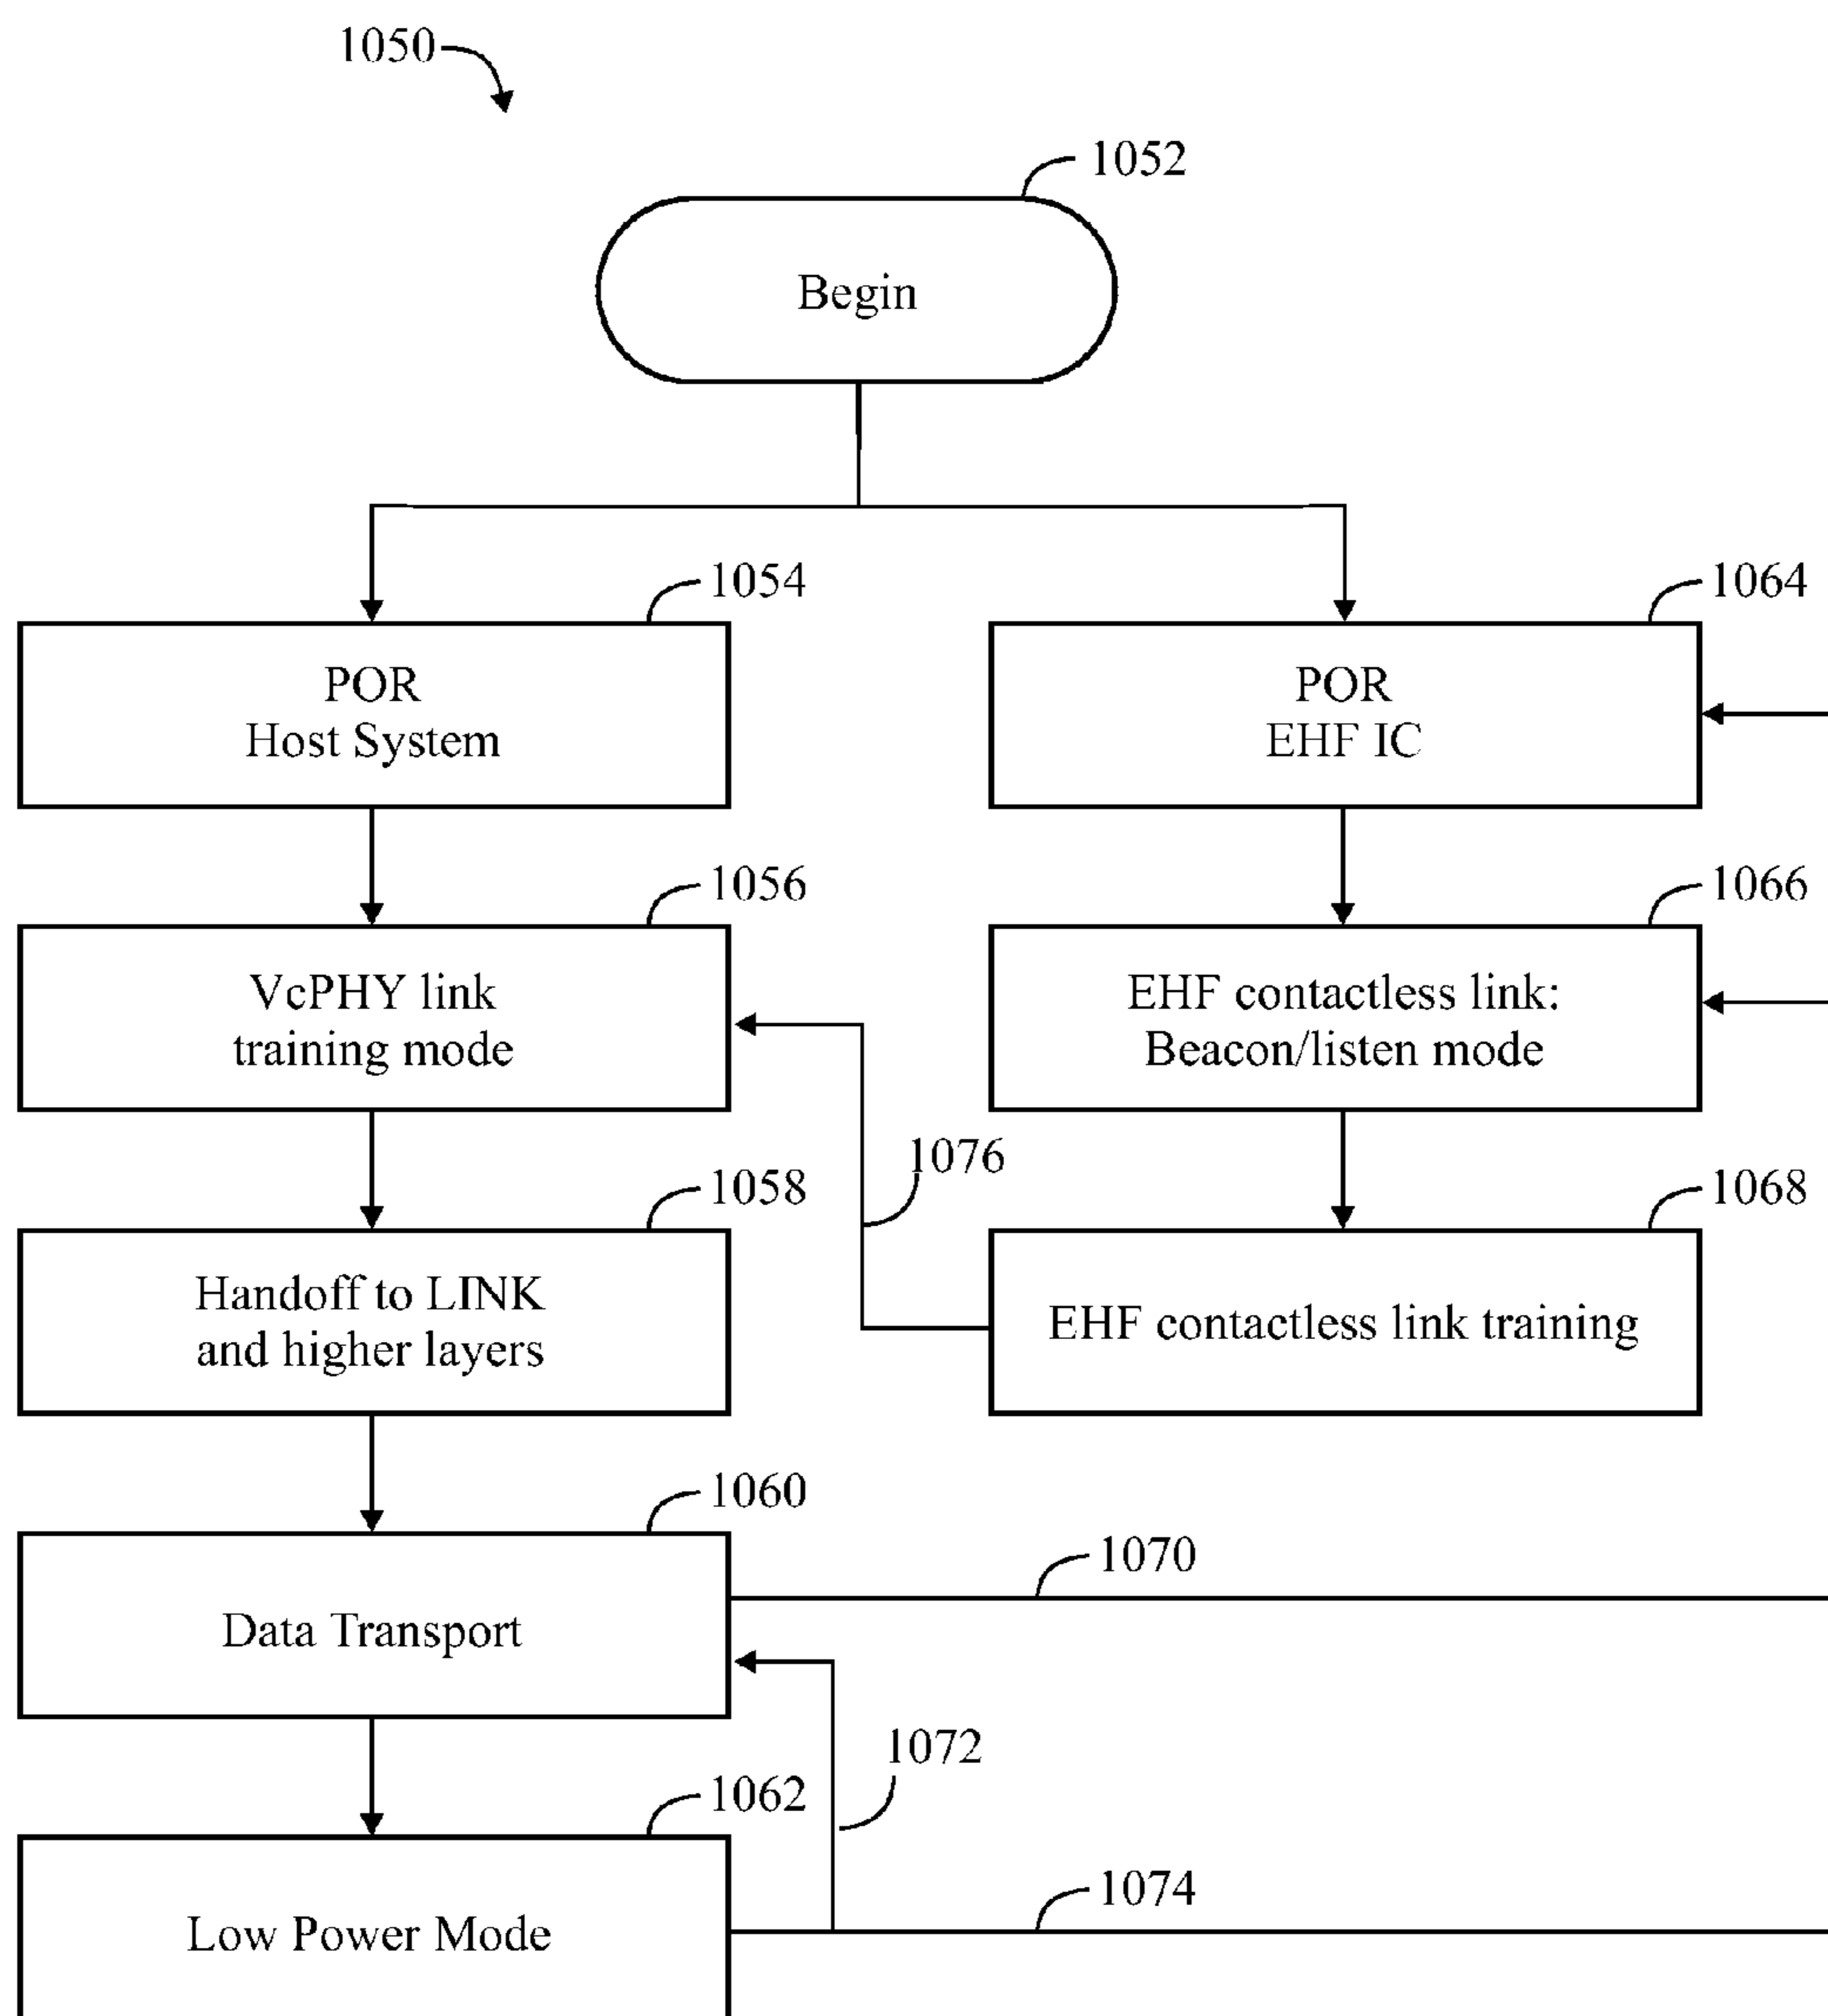 1050
1052
Begin
1054
1064
POR
Host System
POR
EHF IC
1056
1066
VcPHY link
training mode
EHF contactless link:
Beacon/listen mode
1076
1058
1068
Handoff to LINK
and higher layers
EHF contactless link training
1060
1070
Data Transport
1072
1062
1074
Low Power Mode